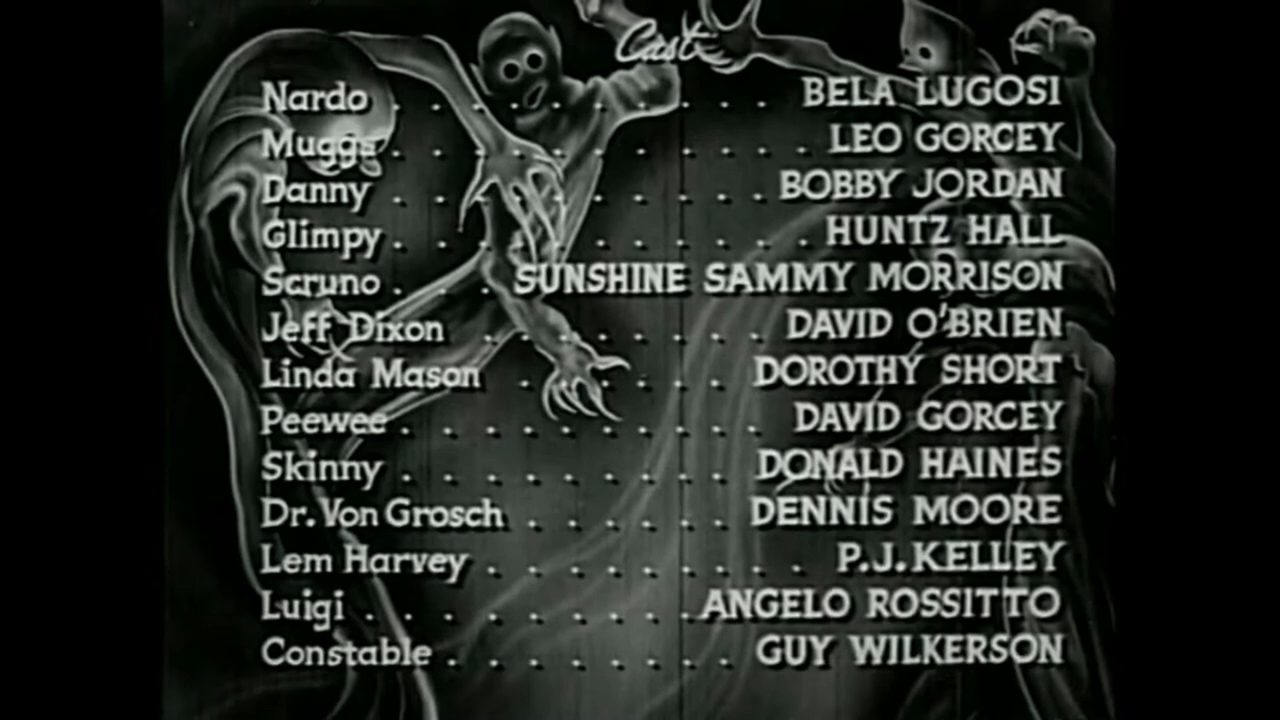 Cast
Nardo . . . . . . . . . . BELA LUGOSI
Muggs . . . . . . . . . . . LEO GORCEY
Danny . . . . . . . . . . BOBBY JORDAN
Glimpy . . . . . . . . . . . HUNTZ HALL
Scruno . . . SUNSHINE SAMMY MORRISON
Jeff Dixon . . . . . . . . DAVID O'BRIEN
Linda Mason . . . . . . DOROTHY SHORT
Peewee . . . . . . . . . DAVID GORCEY
Skinny . . . . . . . . . DONALD HAINES
Dr. Von Grosch . . . . . . DENNIS MOORE
Lem Harvey . . . . . . . . P.J. KELLEY
Luigi . . . . . . . . . ANGELO ROSSITTO
Constable . . . . . . . . GUY WILKERSON